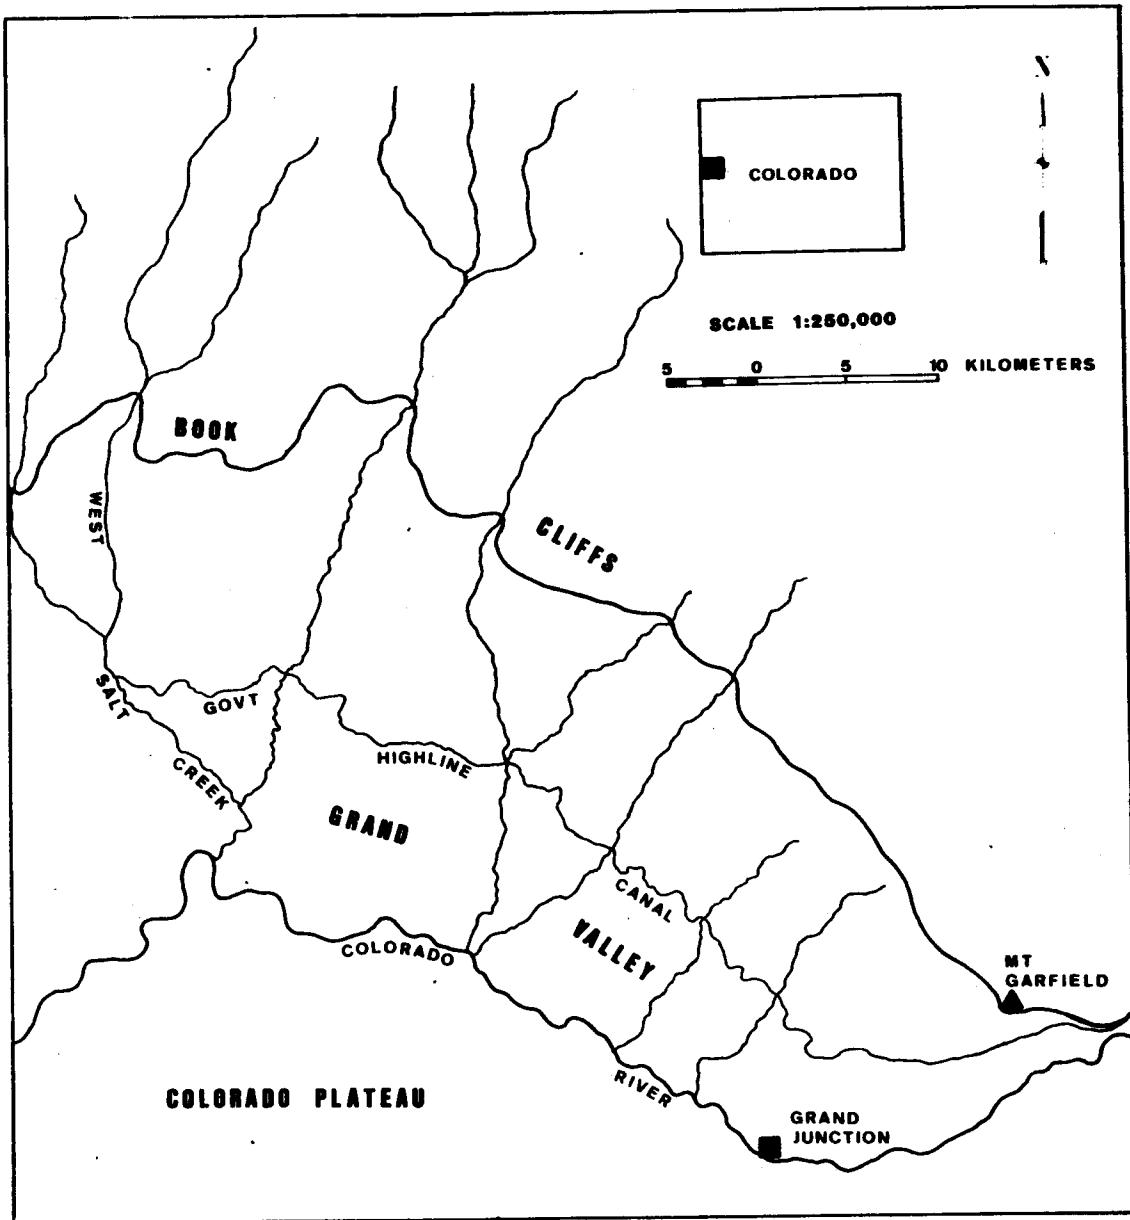 N
COLORADO
SCALE 1:250,000
5 0 5 10 KILOMETERS
BOOK
CLIFFS
WEST
SALT
CREEK
GOVT
HIGHLINE
CANAL
GRAND
VALLEY
COLORADO
RIVER
MT
GARFIELD
COLORADO PLATEAU
GRAND
JUNCTION